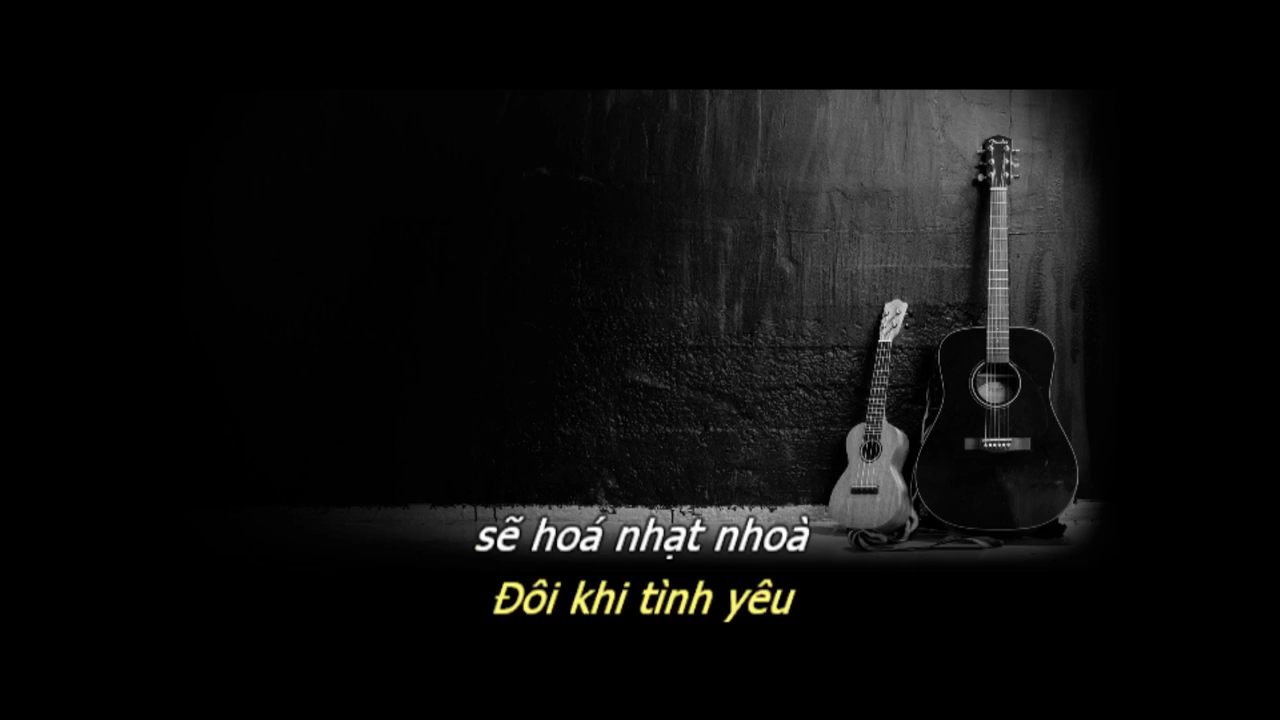 sẽ hoá nhạt nhoà
Đôi khi tình yêu